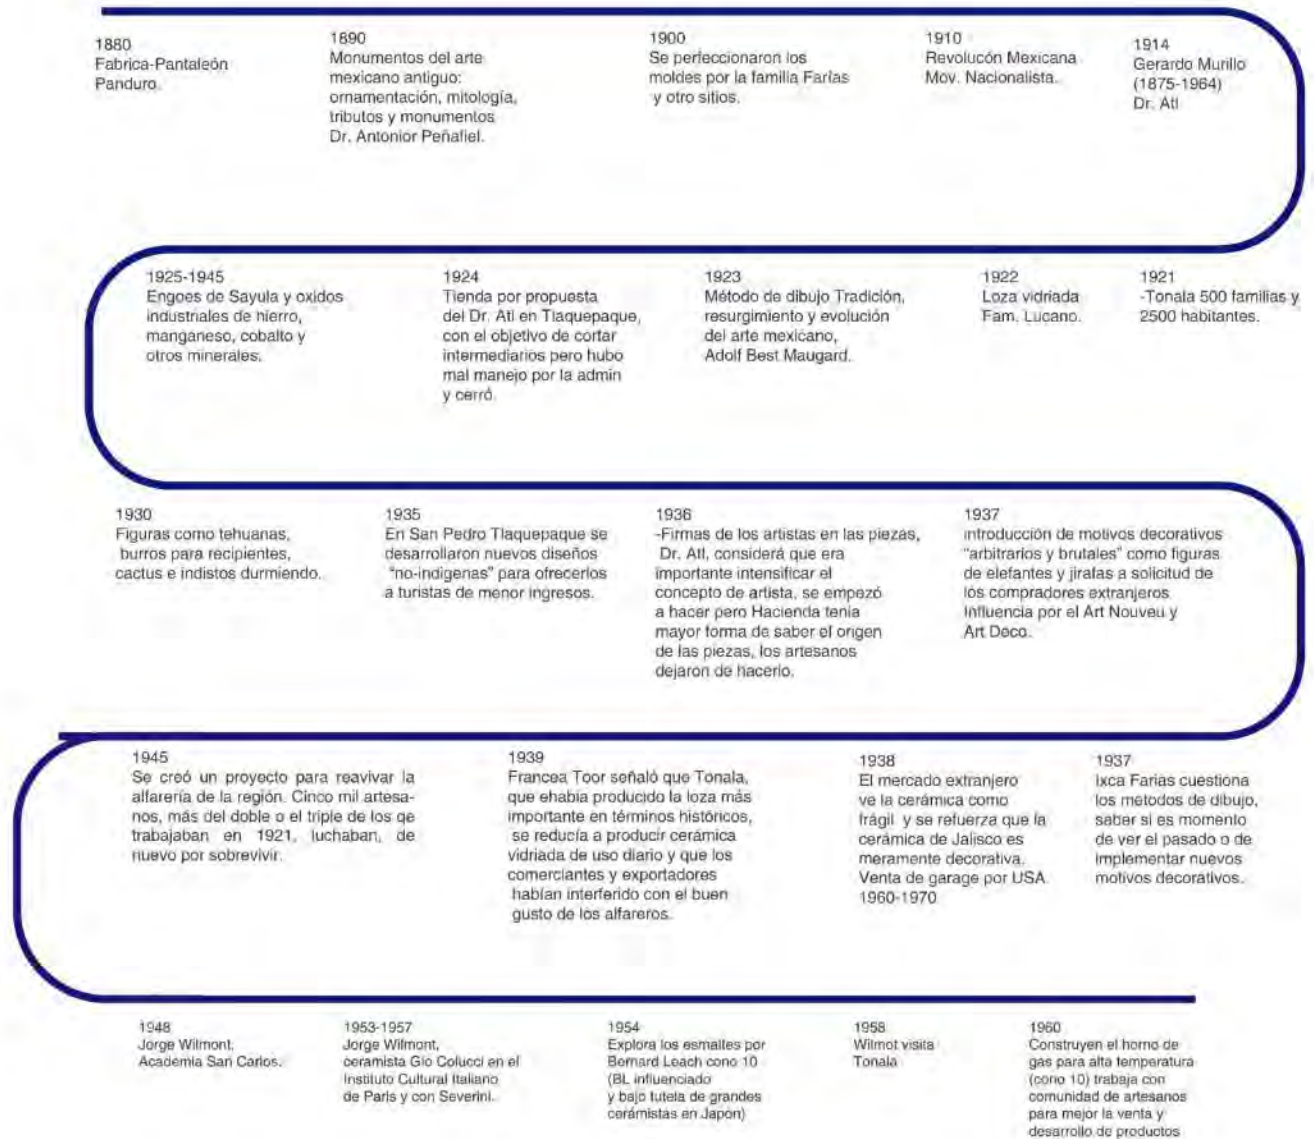 1880
Fabrica-Pantaleón
Panduro.
1890
Monumentos del arte
mexicano antiguo:
ornamentación, mitología,
tributos y monumentos
Dr. Antonior Peñafiel.
1900
Se perfeccionaron los
moldes por la familia Farías
y otro sitios.
1910
Revolucón Mexicana
Mov. Nacionalista.
1914
Gerardo Murillo
(1875-1964)
Dr. Atl
1925-1945
Engoes de Sayula y oxidos
industriales de hierro,
manganeso, cobalto y
otros minerales.
1924
Tienda por propuesta
del Dr. Atl en Tlaquepaque,
con el objetivo de cortar
intermediarios pero hubo
mal manejo por la admin
y cerró.
1923
Método de dibujo Tradición,
resurgimiento y evolución
del arte mexicano,
Adolf Best Maugard.
1922
Loza vidriada
Fam. Lucano.
1921
-Tonala 500 familias y
2500 habitantes.
1930
Figuras como tehuanas,
burros para recipientes,
cactus e indistos durmiendo.
1935
En San Pedro Tlaquepaque se
desarrollaron nuevos diseños
"no-indigenas" para ofrecerlos
a turistas de menor ingresos.
1936
-Firmas de los artistas en las piezas,
Dr. Atl, considerá que era
importante intensificar el
concepto de artista, se empezó
a hacer pero Hacienda tenía
mayor forma de saber el origen
de las piezas, los artesanos
dejaron de hacerlo.
1937
introducción de motivos decorativos
"arbitrarios y brutales" como figuras
de elefantes y jirafas a solicitud de
los compradores extranjeros
Influencia por el Art Nouveu y
Art Deco.
1945
Se creó un proyecto para reavivar la
alfarería de la región. Cinco mil artesa-
nos, más del doble o el triple de los qe
trabajaban en 1921, luchaban, de
nuevo por sobrevivir.
1939
Francea Toor señaló que Tonala,
que ehabía producido la loza más
importante en términos históricos,
se reducía a producir cerámica
vidriada de uso diario y que los
comerciantes y exportadores
habían interferido con el buen
gusto de los alfareros.
1938
El mercado extranjero
ve la cerámica como
frágil y se refuerza que la
cerámica de Jalisco es
meramente decorativa.
Venta de garage por USA
1960-1970
1937
Ixca Farias cuestiona
los métodos de dibujo,
saber si es momento
de ver el pasado o de
implementar nuevos
motivos decorativos.
1948
Jorge Wilmont,
Academia San Carlos.
1953-1957
Jorge Wilmont,
ceramista Gio Colucci en el
Instituto Cultural Italiano
de Paris y con Severini.
1954
Explora los esmaltes por
Bernard Leach cono 10
(BL influenciado
y bajo tutela de grandes
cerámistas en Japón)
1958
Wilmot visita
Tonala
1960
Construyen el horno de
gas para alta temperatura
(cono 10) trabaja con
comunidad de artesanos
para mejor la venta y
desarrollo de productos